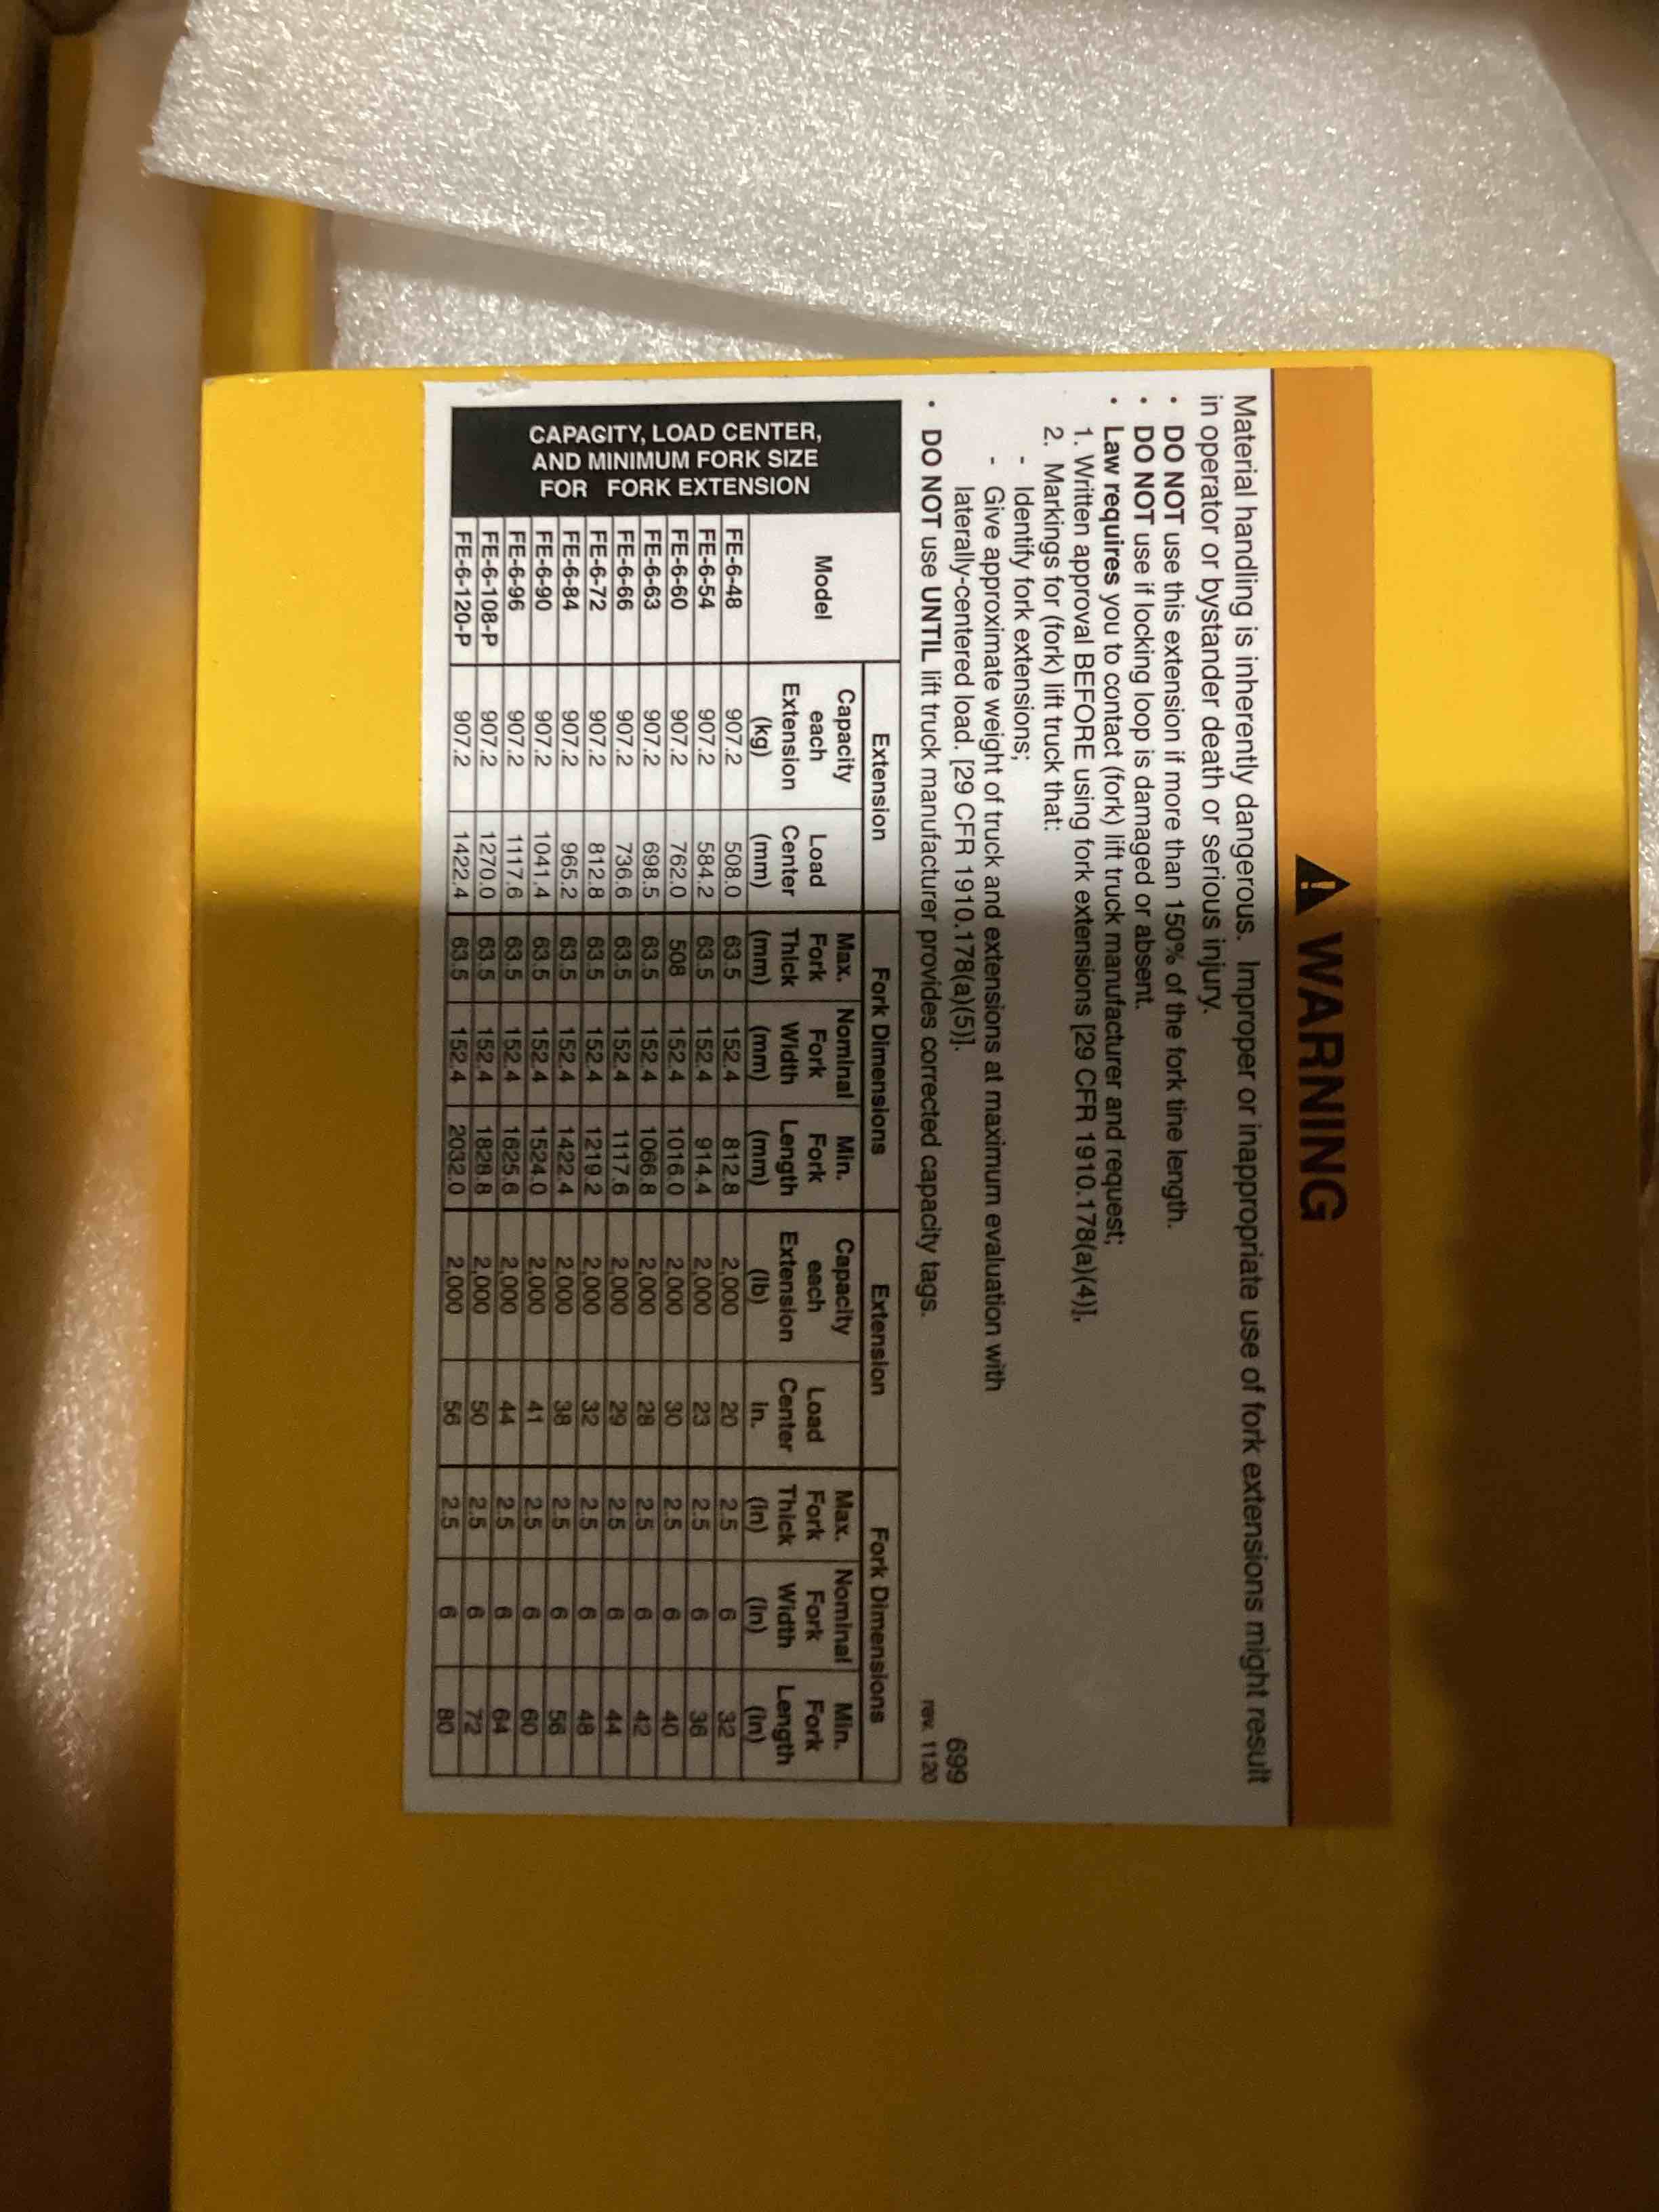 WARNING
Material handling is inherently dangerous. Improper or inappropriate use of fork extensions might result
in operator or bystander death or serious injury.
• DO NOT use this extension if more than 150% of the fork tine length.
• DO NOT use if locking loop is damaged or absent.
• Law requires you to contact (fork) lift truck manufacturer and request;
1. Written approval BEFORE using fork extensions [29 CFR 1910.178(a)(4)].
2. Markings for (fork) lift truck that:
- Identify fork extensions;
- Give approximate weight of truck and extensions at maximum evaluation with
laterally-centered load. [29 CFR 1910.178(a)(5)].
• DO NOT use UNTIL lift truck manufacturer provides corrected capacity tags.
699
rev. 1120
CAPAGITY, LOAD CENTER,
AND MINIMUM FORK SIZE
FOR FORK EXTENSION
Extension Fork Dimensions Extension Fork Dimensions
Model Capacity each Extension (kg) Load Center (mm) Max. Fork Thick (mm) Nominal Fork Width (mm) Min. Fork Length (mm) Capacity each Extension (lb) Load Center in. Max. Fork Thick (in) Nominal Fork Width (in) Min. Fork Length (in)
FE-6-48 907.2 508.0 63.5 152.4 812.8 2,000 20 2.5 6 32
FE-6-54 907.2 584.2 63.5 152.4 914.4 2,000 23 2.5 6 36
FE-6-60 907.2 762.0 508 152.4 1016.0 2,000 30 2.5 6 40
FE-6-63 907.2 698.5 63.5 152.4 1066.8 2,000 28 2.5 6 42
FE-6-66 907.2 736.6 63.5 152.4 1117.6 2,000 29 2.5 6 44
FE-6-72 907.2 812.8 63.5 152.4 1219.2 2,000 32 2.5 6 48
FE-6-84 907.2 965.2 63.5 152.4 1422.4 2,000 38 2.5 6 56
FE-6-90 907.2 1041.4 63.5 152.4 1524.0 2,000 41 2.5 6 60
FE-6-96 907.2 1117.6 63.5 152.4 1625.6 2,000 44 2.5 6 64
FE-6-108-P 907.2 1270.0 63.5 152.4 1828.8 2,000 50 2.5 6 72
FE-6-120-P 907.2 1422.4 63.5 152.4 2032.0 2,000 56 2.5 6 80